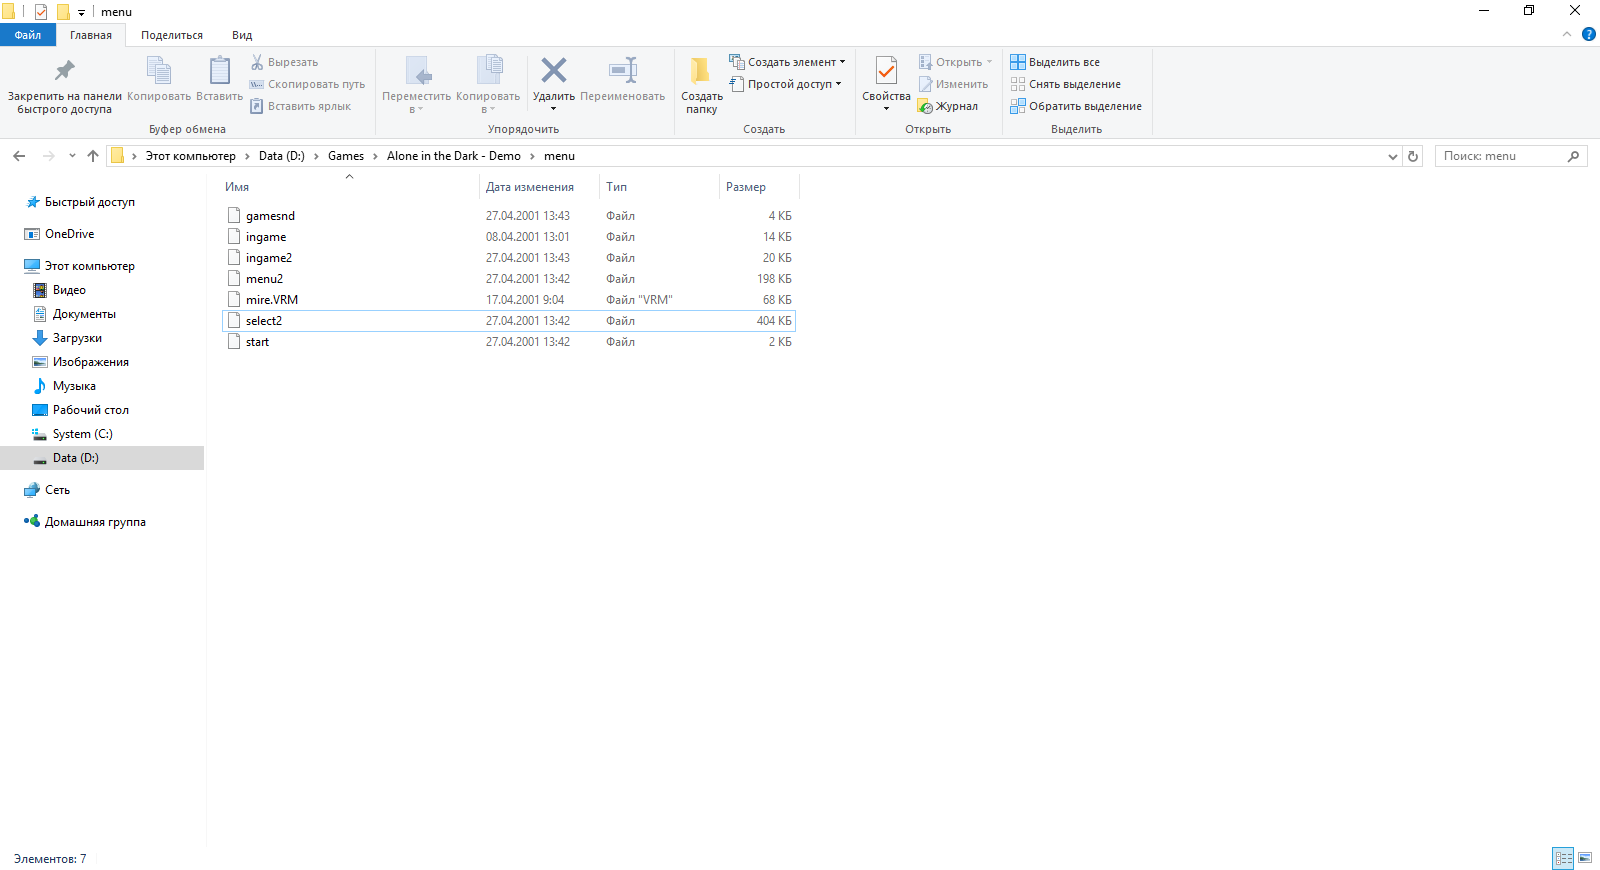 menu
Файл Главная Поделиться Вид
Закрепить на панели быстрого доступа
Копировать
Вставить
Вырезать
Скопировать путь
Вставить ярлык
Буфер обмена
Переместить в
Копировать в
Удалить
Переименовать
Упорядочить
Создать папку
Создать элемент
Простой доступ
Создать
Свойства
Открыть
Изменить
Журнал
Открыть
Выделить все
Снять выделение
Обратить выделение
Выделить
Этот компьютер > Data (D:) > Games > Alone in the Dark - Demo > menu
Поиск: menu
Быстрый доступ
OneDrive
Этот компьютер
Видео
Документы
Загрузки
Изображения
Музыка
Рабочий стол
System (C:)
Data (D:)
Сеть
Домашняя группа
Имя Дата изменения Тип Размер
gamesnd 27.04.2001 13:43 Файл 4 КБ
ingame 08.04.2001 13:01 Файл 14 КБ
ingame2 27.04.2001 13:43 Файл 20 КБ
menu2 27.04.2001 13:42 Файл 198 КБ
mire.VRM 17.04.2001 9:04 Файл "VRM" 68 КБ
select2 27.04.2001 13:42 Файл 404 КБ
start 27.04.2001 13:42 Файл 2 КБ
Элементов: 7